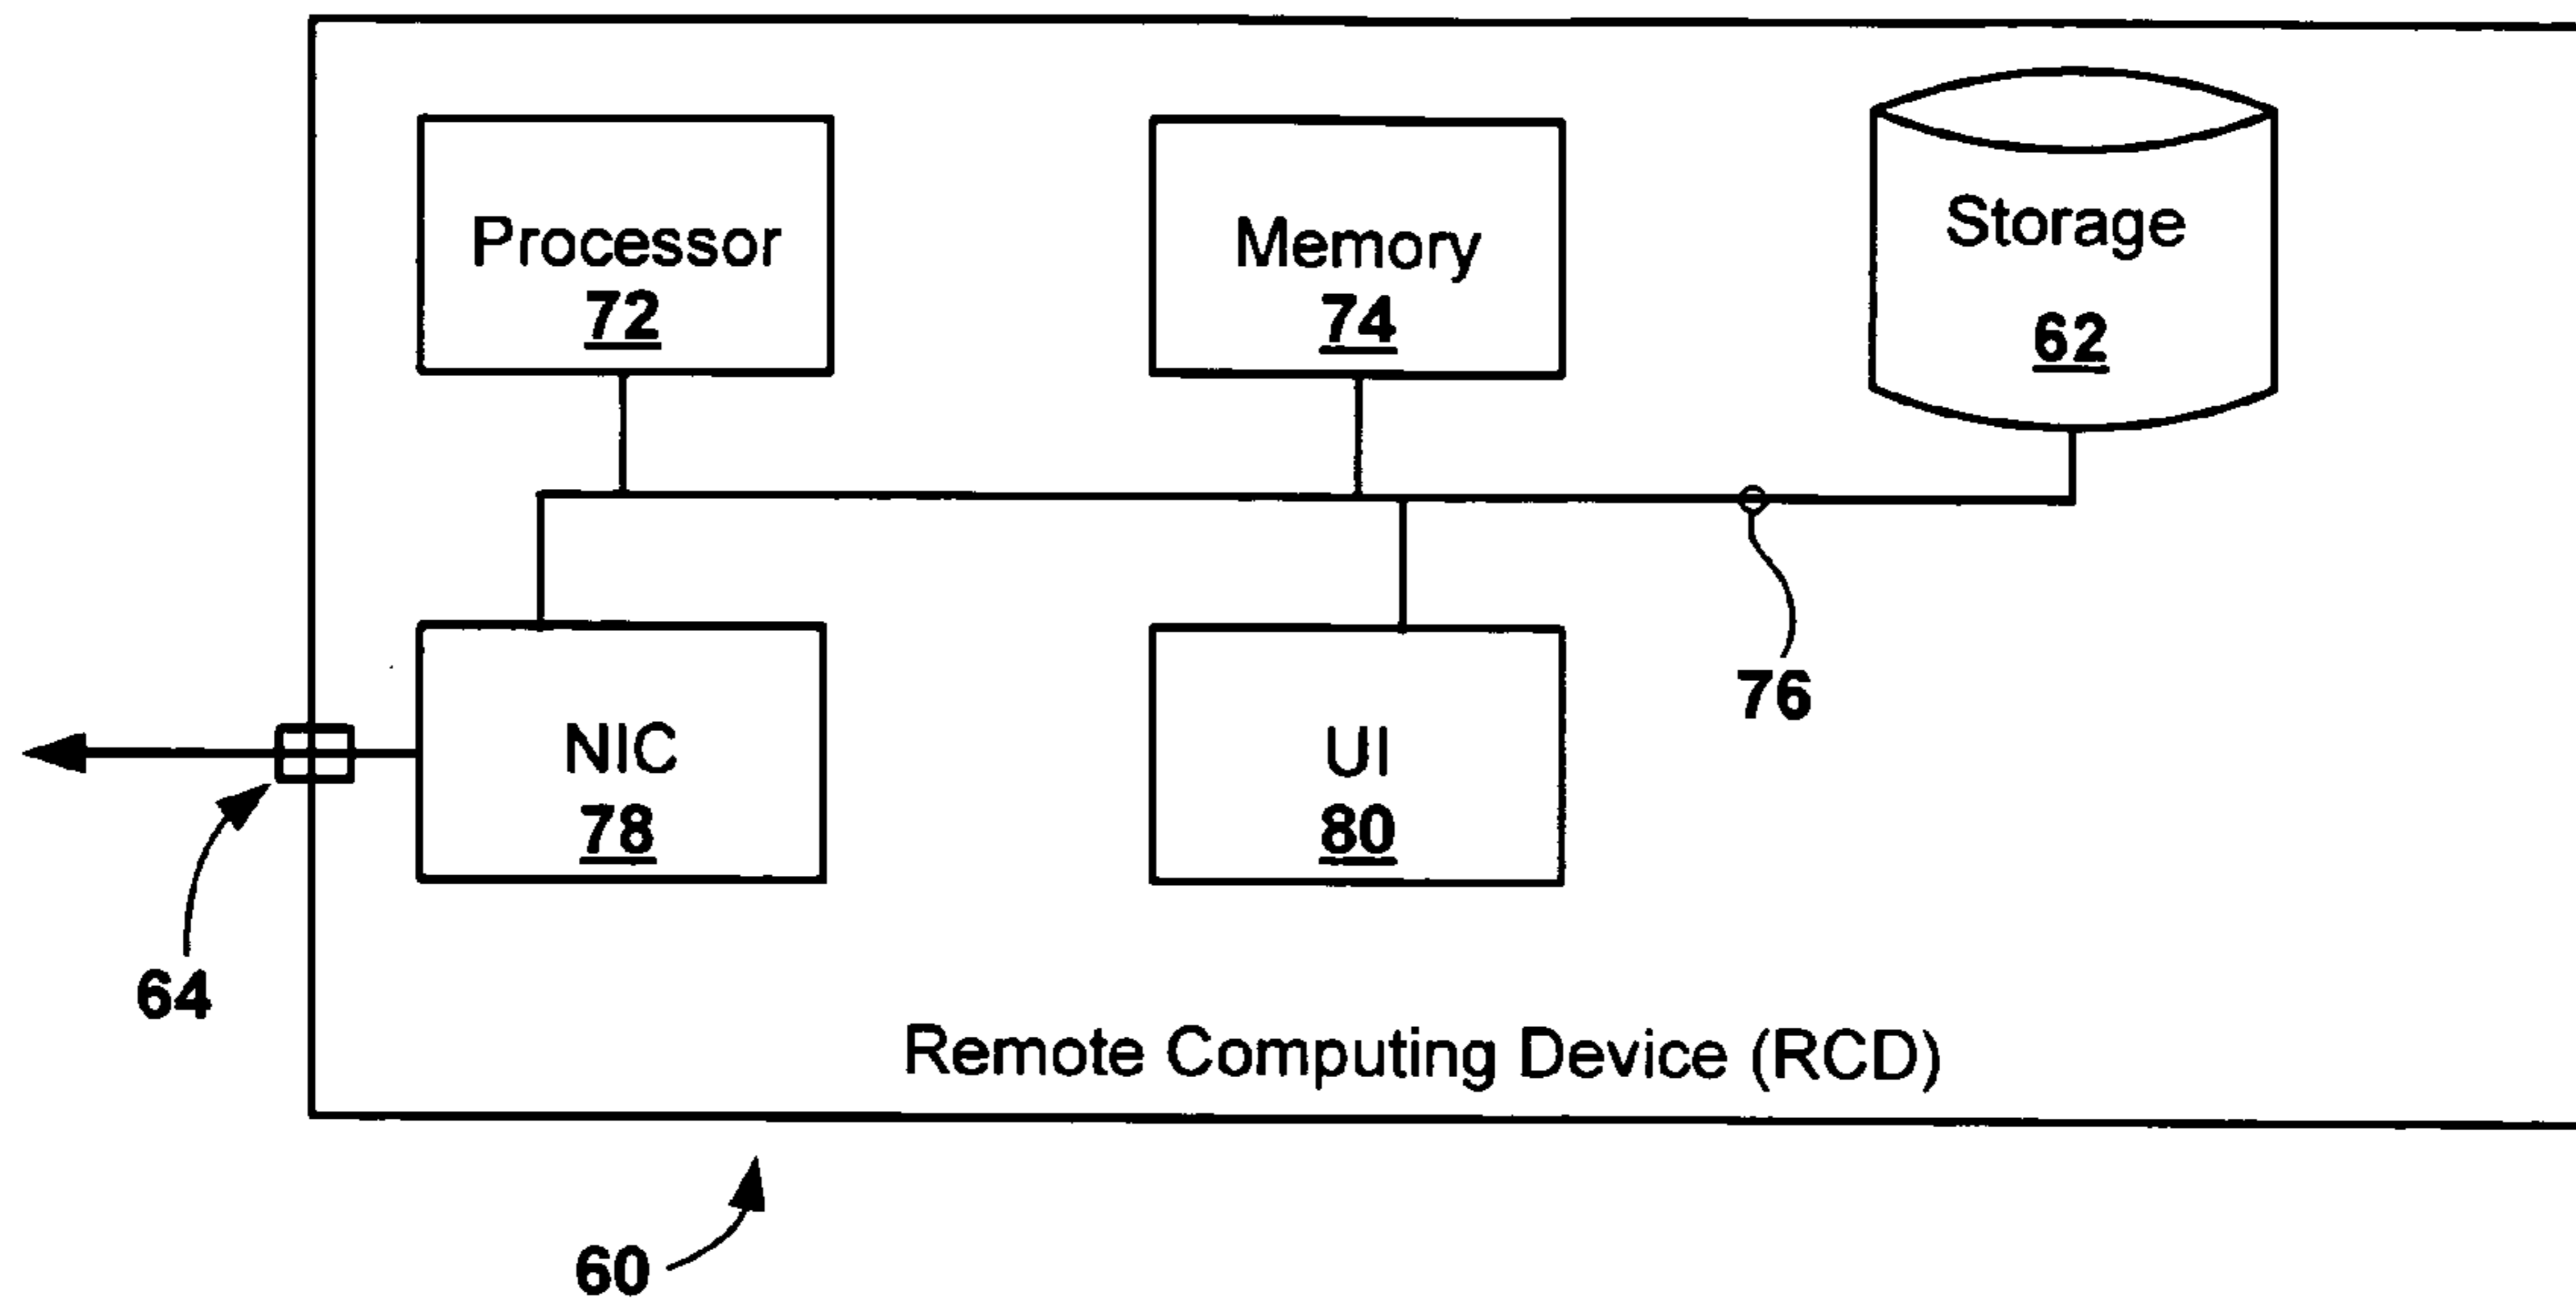 Processor
72
Memory
74
Storage
62
76
NIC
78
UI
80
64
Remote Computing Device (RCD)
60